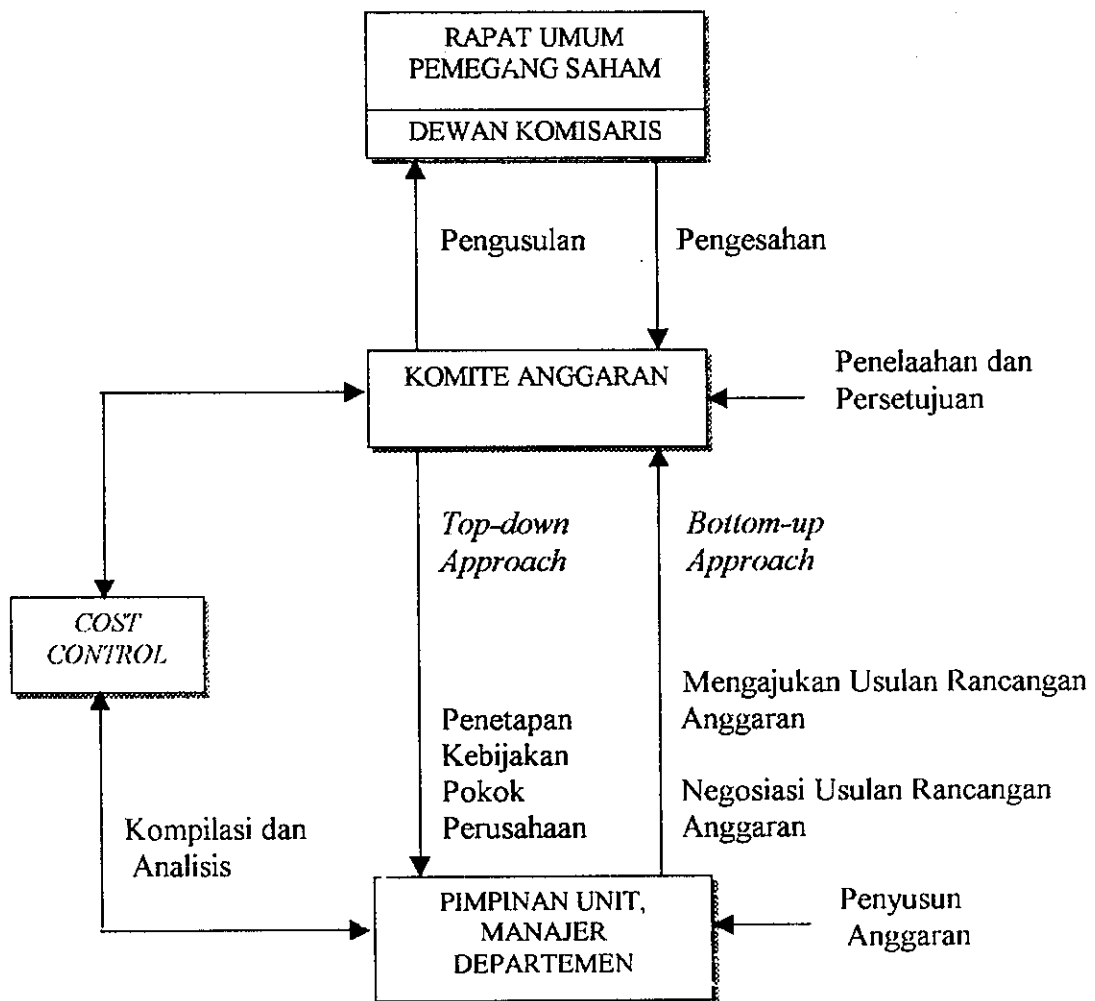 RAPAT UMUM
PEMEGANG SAHAM
DEWAN KOMISARIS
Pengusulan
Pengesahan
KOMITE ANGGARAN
Penelaahan dan
Persetujuan
Top-down
Approach
Bottom-up
Approach
COST
CONTROL
Mengajukan Usulan Rancangan
Anggaran
Penetapan
Kebijakan
Pokok
Perusahaan
Negosiasi Usulan Rancangan
Anggaran
Kompilasi dan
Analisis
PIMPINAN UNIT,
MANAJER
DEPARTEMEN
Penyusun
Anggaran